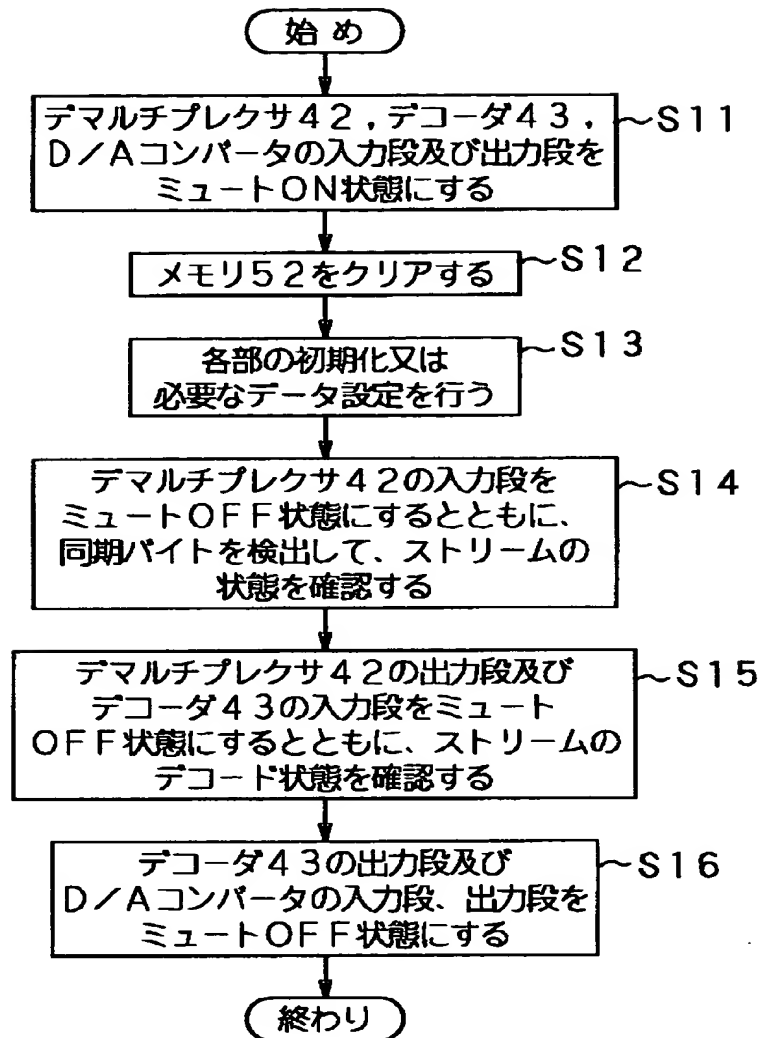 始め
デマルチプレクサ４２，デコーダ４３，
Ｄ／Ａコンバータの入力段及び出力段を
ミュートＯＮ状態にする
～Ｓ１１
メモリ５２をクリアする
～Ｓ１２
各部の初期化又は
必要なデータ設定を行う
～Ｓ１３
デマルチプレクサ４２の入力段を
ミュートＯＦＦ状態にするとともに、
同期バイトを検出して、ストリームの
状態を確認する
～Ｓ１４
デマルチプレクサ４２の出力段及び
デコーダ４３の入力段をミュート
ＯＦＦ状態にするとともに、ストリームの
デコード状態を確認する
～Ｓ１５
デコーダ４３の出力段及び
Ｄ／Ａコンバータの入力段、出力段を
ミュートＯＦＦ状態にする
～Ｓ１６
終わり